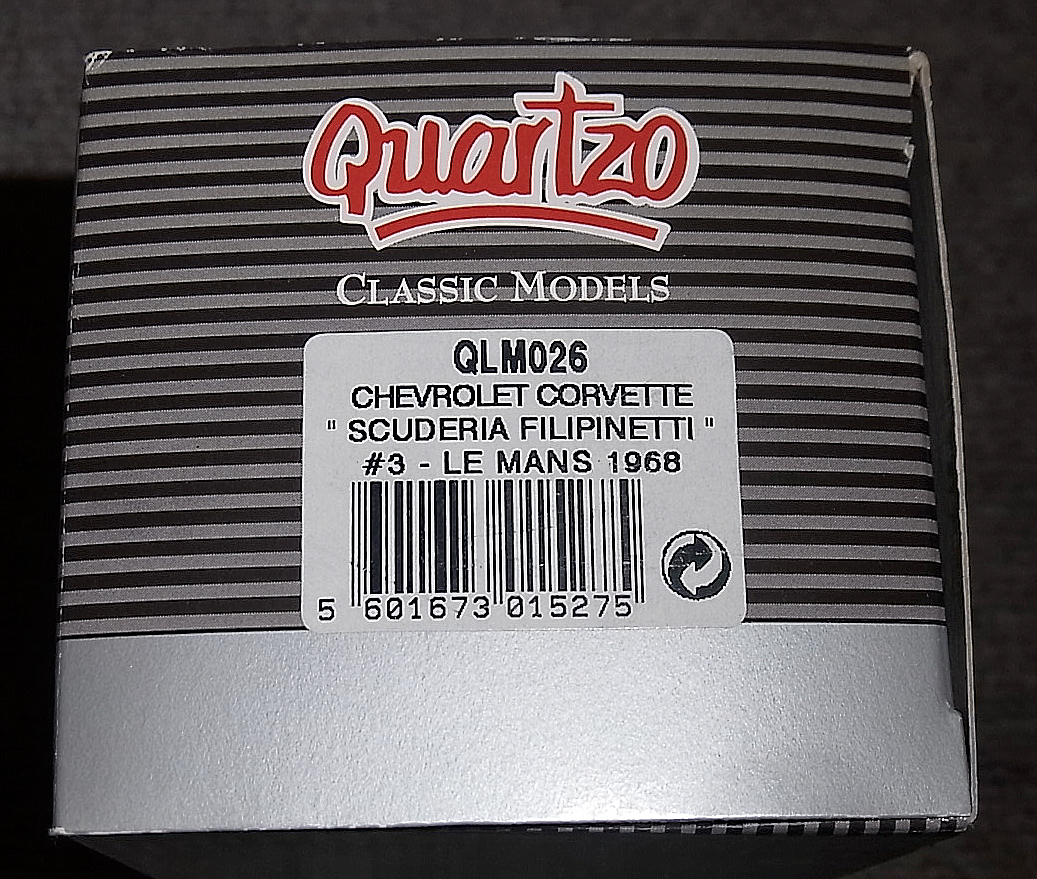 Quartzo
CLASSIC MODELS
QLM026
CHEVROLET CORVETTE
" SCUDERIA FILIPINETTI "
#3 - LE MANS 1968
5 601673 015275